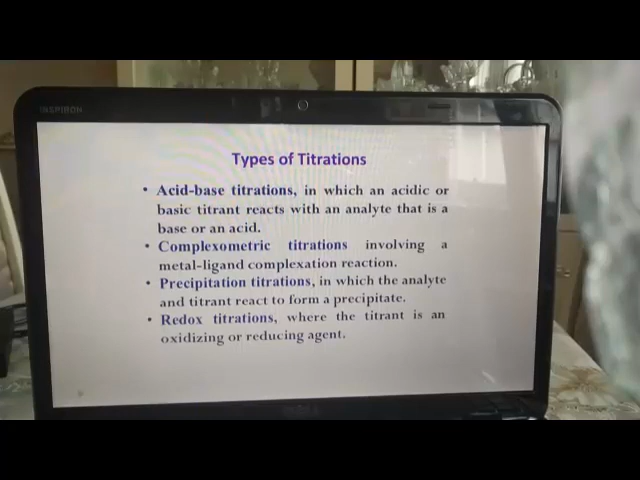 INSPIRON
Types of Titrations
• Acid-base titrations, in which an acidic or
basic titrant reacts with an analyte that is a
base or an acid.
• Complexometric titrations involving a
metal-ligand complexation reaction.
• Precipitation titrations, in which the analyte
and titrant react to form a precipitate.
• Redox titrations, where the titrant is an
oxidizing or reducing agent.